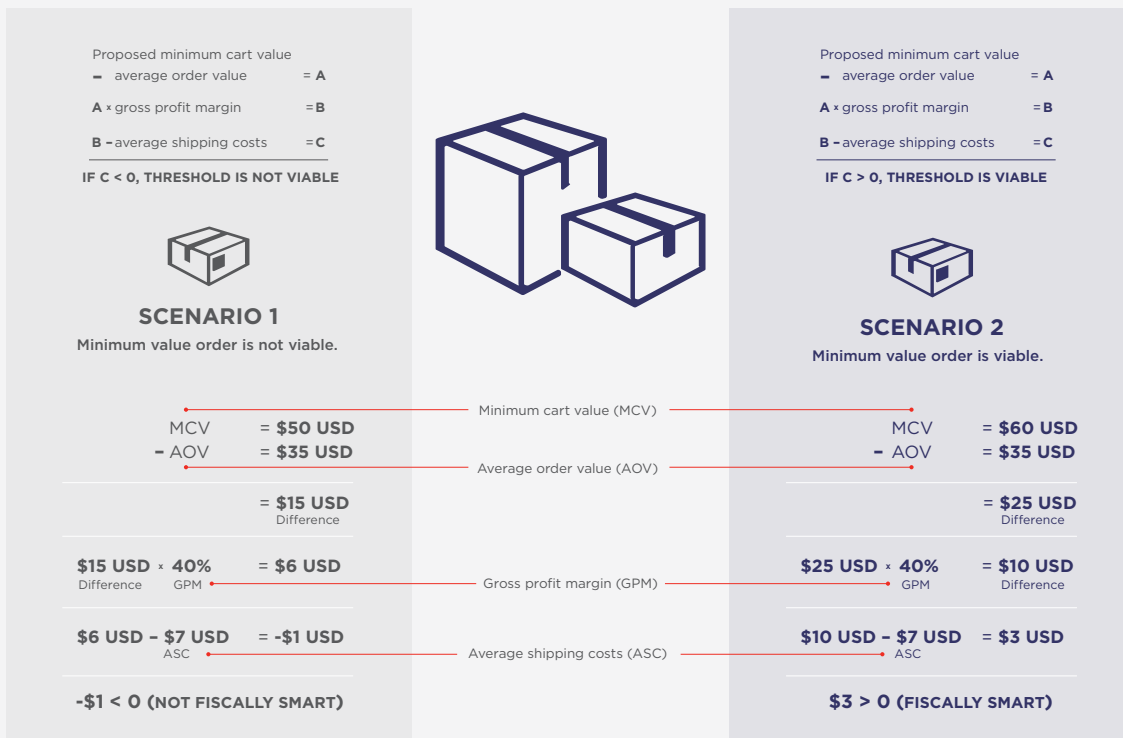 Proposed minimum cart value
– average order value = A
A x gross profit margin = B
B – average shipping costs = C
IF C < 0, THRESHOLD IS NOT VIABLE
SCENARIO 1
Minimum value order is not viable.
MCV = $50 USD
– AOV = $35 USD
= $15 USD
Difference
$15 USD x 40% = $6 USD
Difference GPM
$6 USD – $7 USD = -$1 USD
ASC
-$1 < 0 (NOT FISCALLY SMART)
Minimum cart value (MCV)
Average order value (AOV)
Gross profit margin (GPM)
Average shipping costs (ASC)
Proposed minimum cart value
– average order value = A
A x gross profit margin = B
B – average shipping costs = C
IF C > 0, THRESHOLD IS VIABLE
SCENARIO 2
Minimum value order is viable.
MCV = $60 USD
– AOV = $35 USD
= $25 USD
Difference
$25 USD x 40% = $10 USD
GPM Difference
$10 USD – $7 USD = $3 USD
ASC
$3 > 0 (FISCALLY SMART)